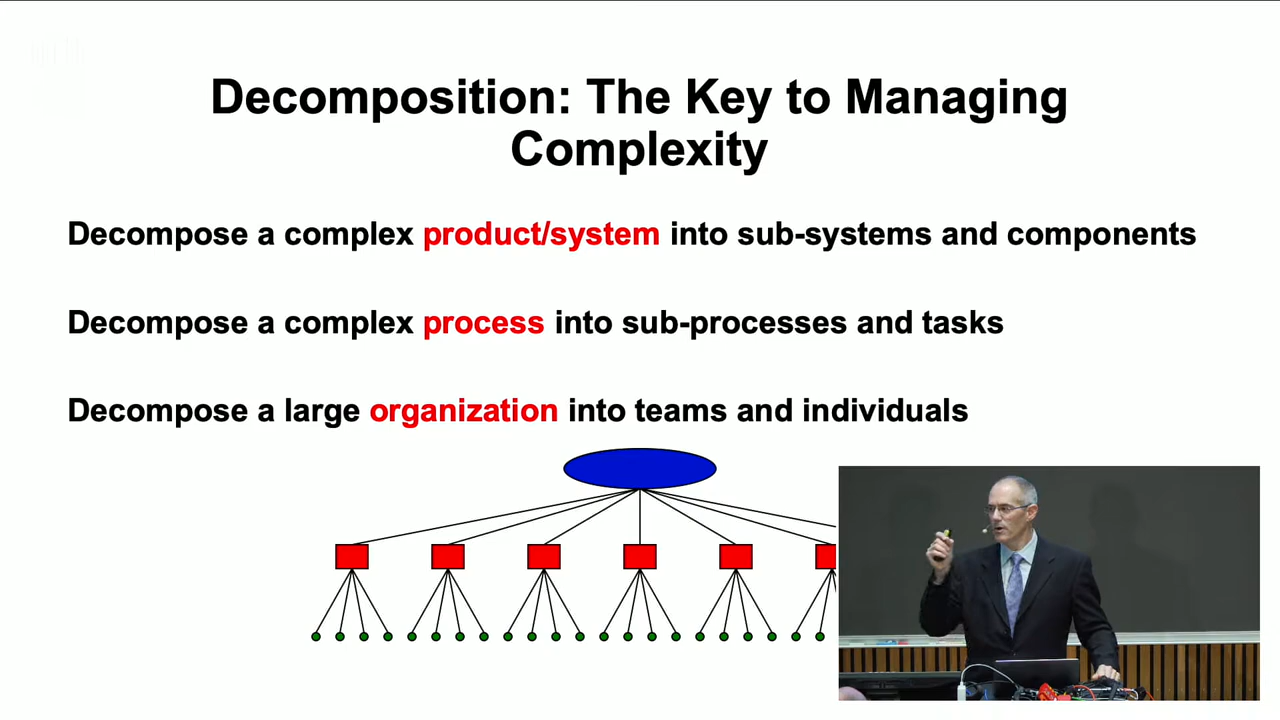 Decomposition: The Key to Managing
Complexity
Decompose a complex product/system into sub-systems and components
Decompose a complex process into sub-processes and tasks
Decompose a large organization into teams and individuals